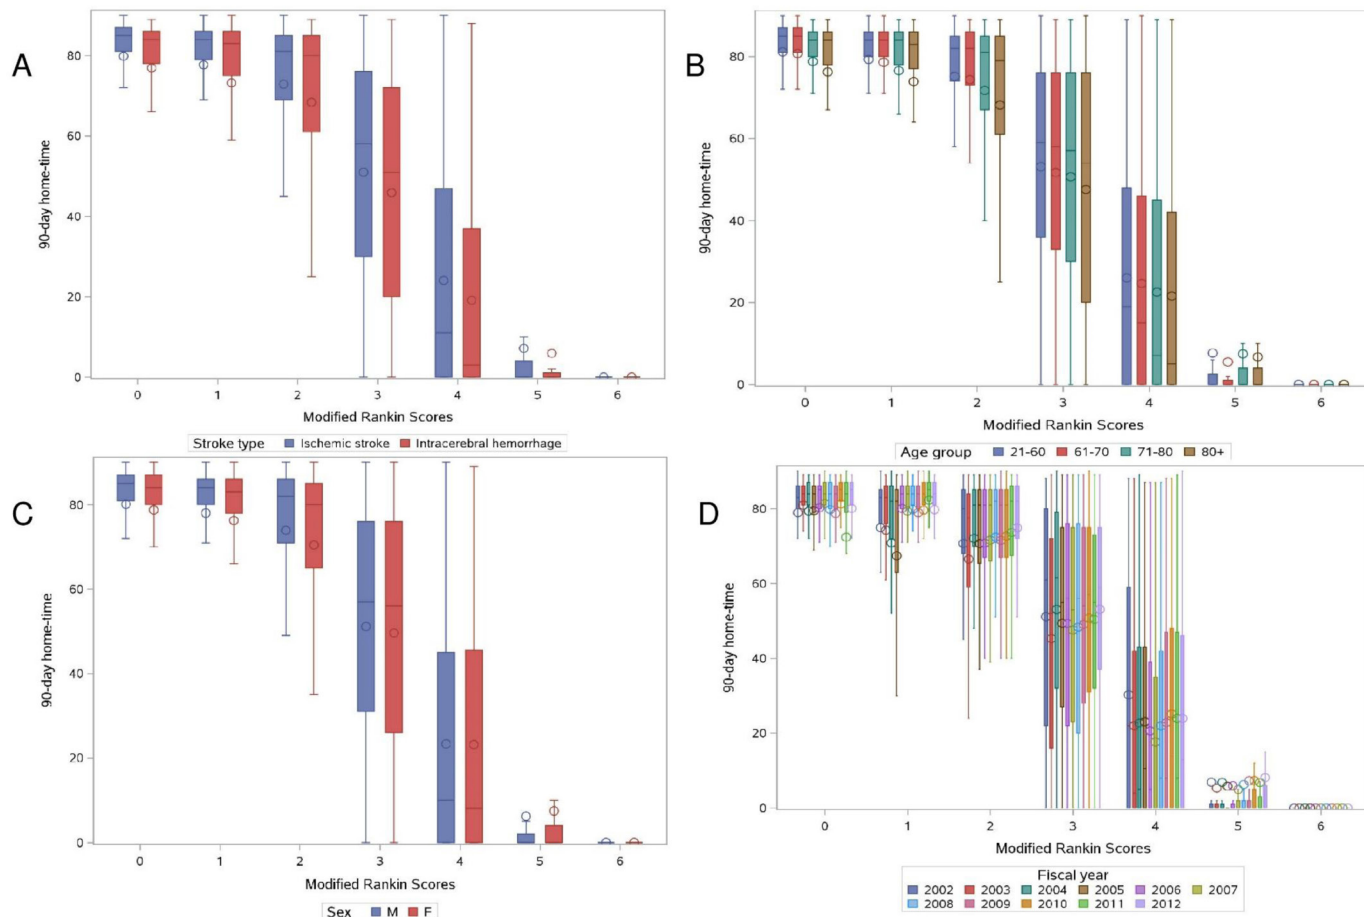 A
90-day home-time
80
60
40
20
0
0 1 2 3 4 5 6
Modified Rankin Scores
Stroke type Ischemic stroke Intracerebral hemorrhage
B
90-day home-time
80
60
40
20
0
0 1 2 3 4 5 6
Modified Rankin Scores
Age group 21-60 61-70 71-80 80+
C
90-day home-time
80
60
40
20
0
0 1 2 3 4 5 6
Modified Rankin Scores
Sex M F
D
90-day home-time
80
60
40
20
0
0 1 2 3 4 5 6
Modified Rankin Scores
Fiscal year
2002 2003 2004 2005 2006 2007
2008 2009 2010 2011 2012